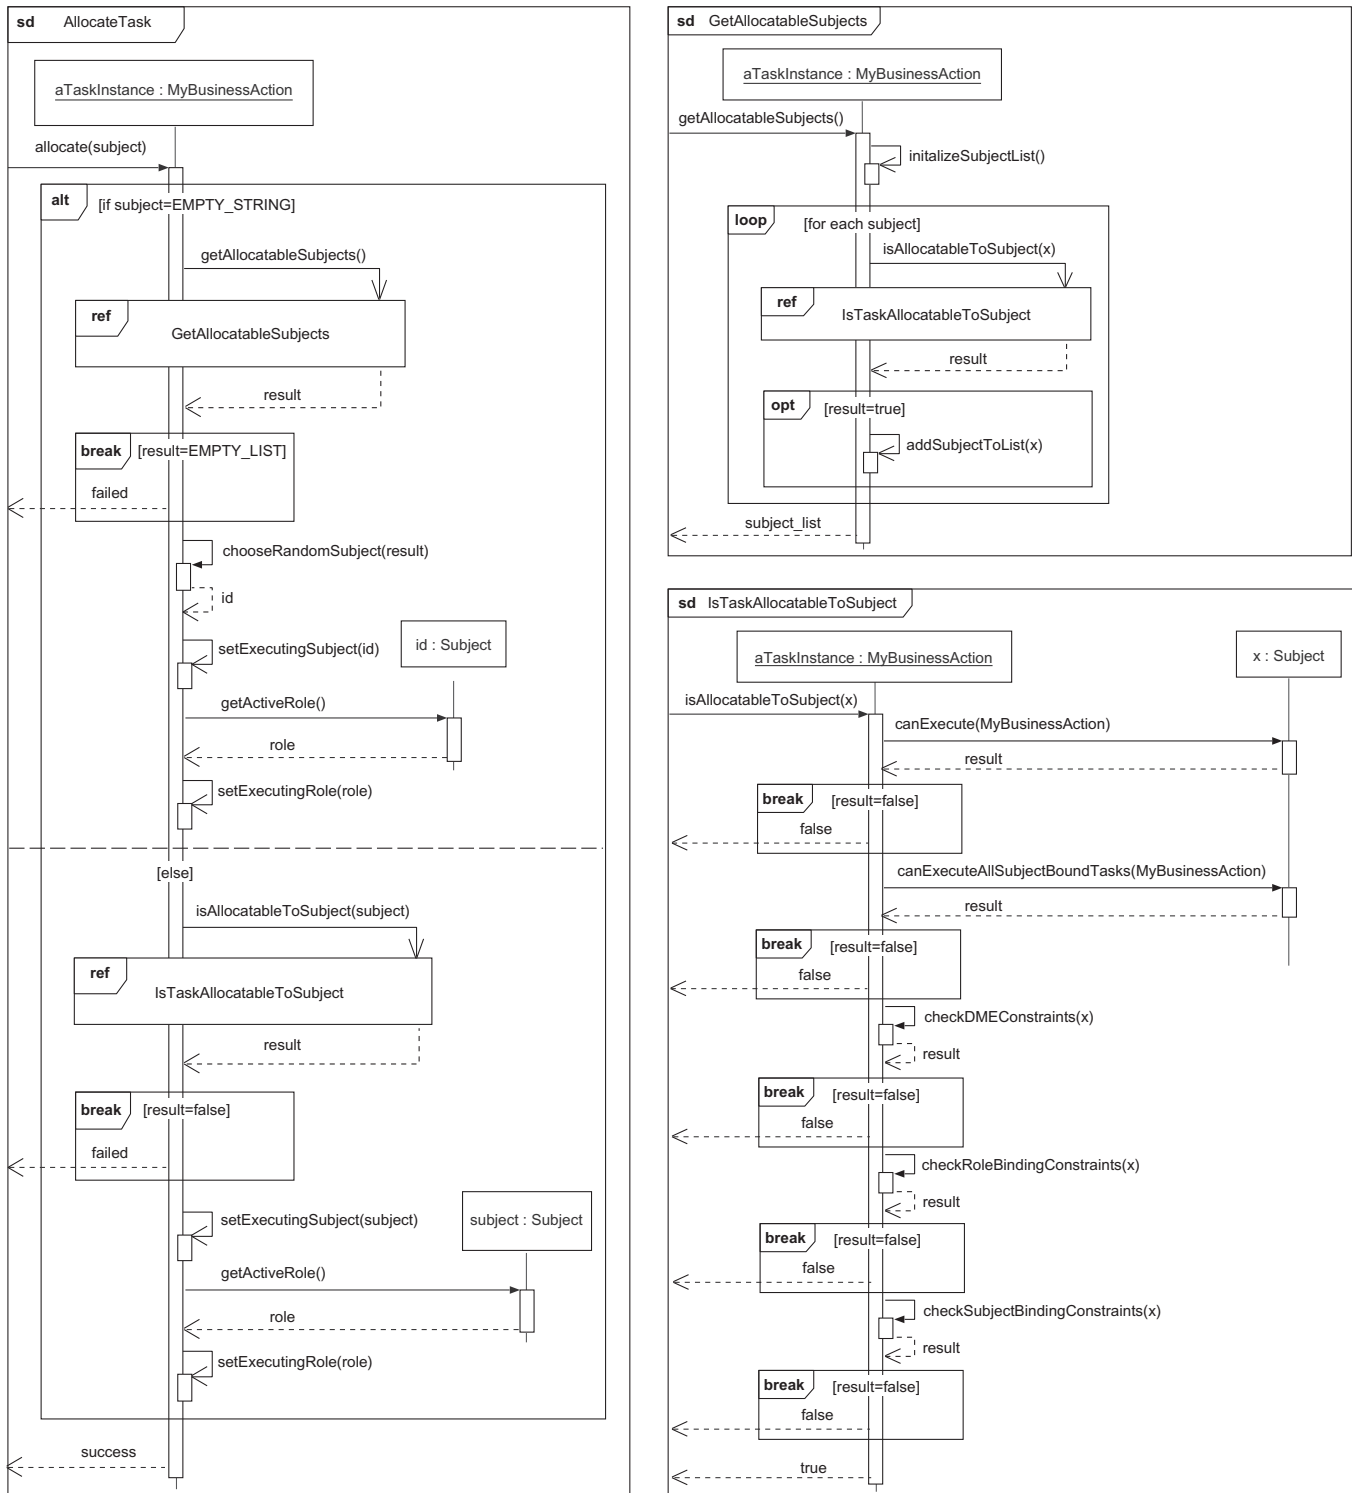 sd AllocateTask
aTaskInstance : MyBusinessAction
allocate(subject)
alt [if subject=EMPTY_STRING]
getAllocatableSubjects()
ref
GetAllocatableSubjects
result
break [result=EMPTY_LIST]
failed
chooseRandomSubject(result)
id
id : Subject
setExecutingSubject(id)
getActiveRole()
role
setExecutingRole(role)
[else]
isAllocatableToSubject(subject)
ref
IsTaskAllocatableToSubject
result
break [result=false]
failed
subject : Subject
setExecutingSubject(subject)
getActiveRole()
role
setExecutingRole(role)
success
sd GetAllocatableSubjects
aTaskInstance : MyBusinessAction
getAllocatableSubjects()
initalizeSubjectList()
loop [for each subject]
isAllocatableToSubject(x)
ref
IsTaskAllocatableToSubject
result
opt [result=true]
addSubjectToList(x)
subject_list
sd IsTaskAllocatableToSubject
aTaskInstance : MyBusinessAction
x : Subject
isAllocatableToSubject(x)
canExecute(MyBusinessAction)
result
break [result=false]
false
canExecuteAllSubjectBoundTasks(MyBusinessAction)
result
break [result=false]
false
checkDMEConstraints(x)
result
break [result=false]
false
checkRoleBindingConstraints(x)
result
break [result=false]
false
checkSubjectBindingConstraints(x)
result
break [result=false]
false
true